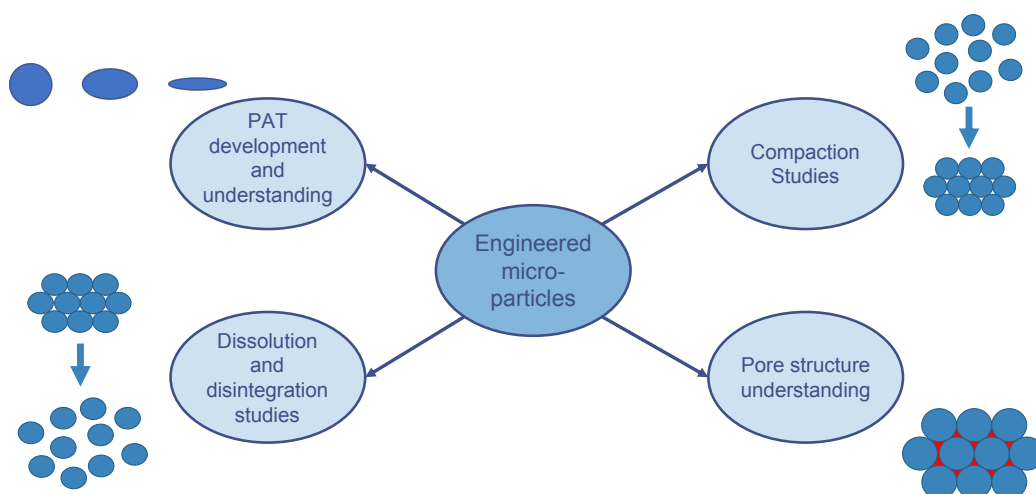 PAT
development
and
understanding
Compaction
Studies
Engineered
micro-
particles
Dissolution
and
disintegration
studies
Pore structure
understanding